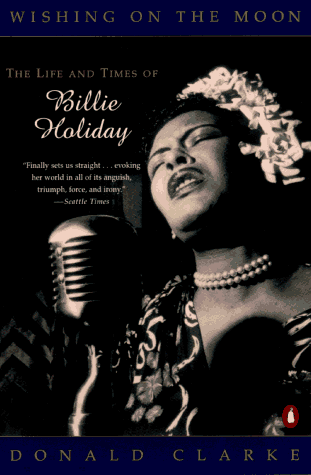 WISHING ON THE MOON
THE LIFE AND TIMES OF
Billie
Holiday
"Finally sets us straight . . . evoking
her world in all of its anguish,
triumph, force, and irony."
—Seattle Times
DONALD CLARKE